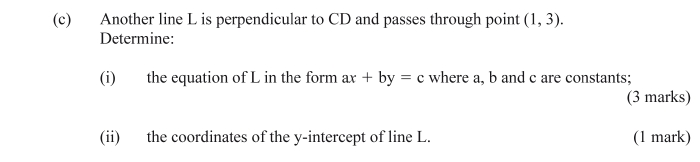 (c) Another line L is perpendicular to CD and passes through point (1, 3).
Determine:
(i) the equation of L in the form ax + by = c where a, b and c are constants;
(3 marks)
(ii) the coordinates of the y-intercept of line L. (1 mark)